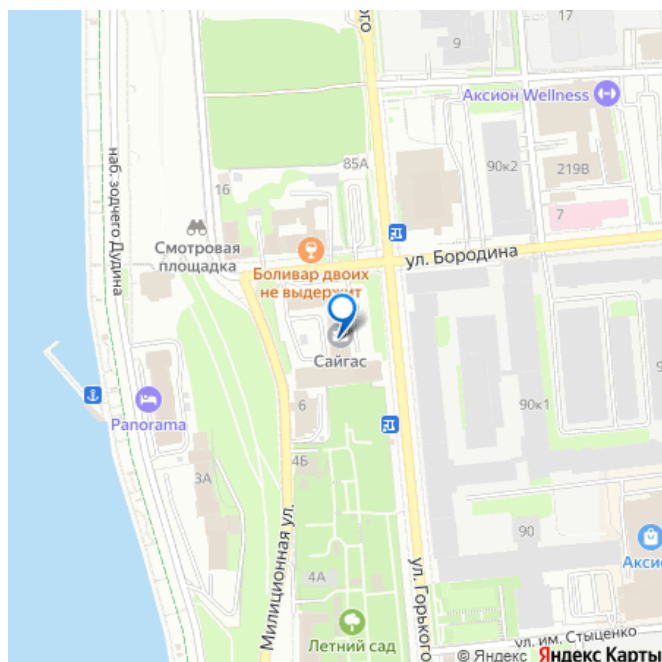 17
ого
9
Аксион Wellness
90к2
219В
85А
16
7
наб. зодчего Дудина
Смотровая
площадка
ул. Бородина
Боливар двоих
не выдержит
Сайгас
Panorama
6
90к1
4Б
3А
90
Милиционная ул.
ул. Горького
4А
Летний сад
ул. им. Стыценко
Аксио
© Яндекс Яндекс Карты